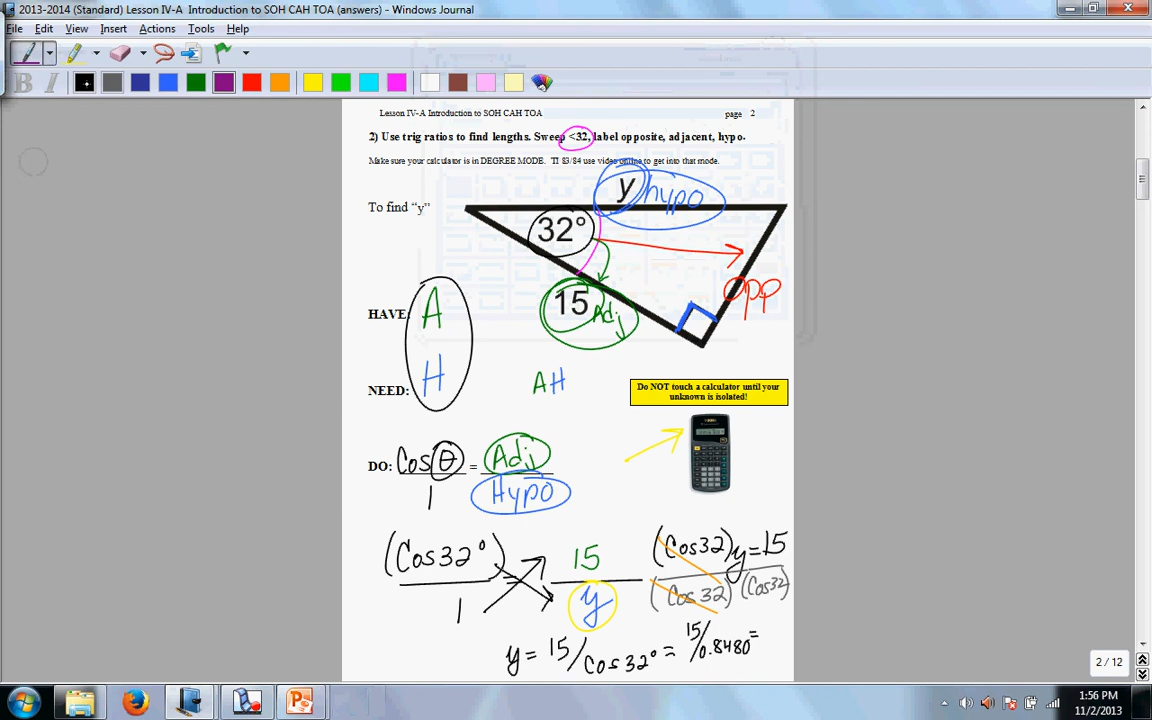 2013-2014 (Standard) Lesson IV-A Introduction to SOH CAH TOA (answers) - Windows Journal
File Edit View Insert Actions Tools Help
B I
Lesson IV-A Introduction to SOH CAH TOA page 2
2) Use trig ratios to find lengths. Sweep <32, label opposite, adjacent, hypo.
Make sure your calculator is in DEGREE MODE. TI 83/84 use video online to get into that mode.
y hypo
To find “y”
32°
opp
15 Adj
HAVE: A
H
NEED: AH
Do NOT touch a calculator until your
unknown is isolated!
DO: Cosθ = Adj
1 Hypo
(Cos32°) = 15 (Cos32)y=15
1 y (Cos 32) (Cos32)
y = 15/cos32° = 15/0.8480 =
2 / 12
1:56 PM
11/2/2013